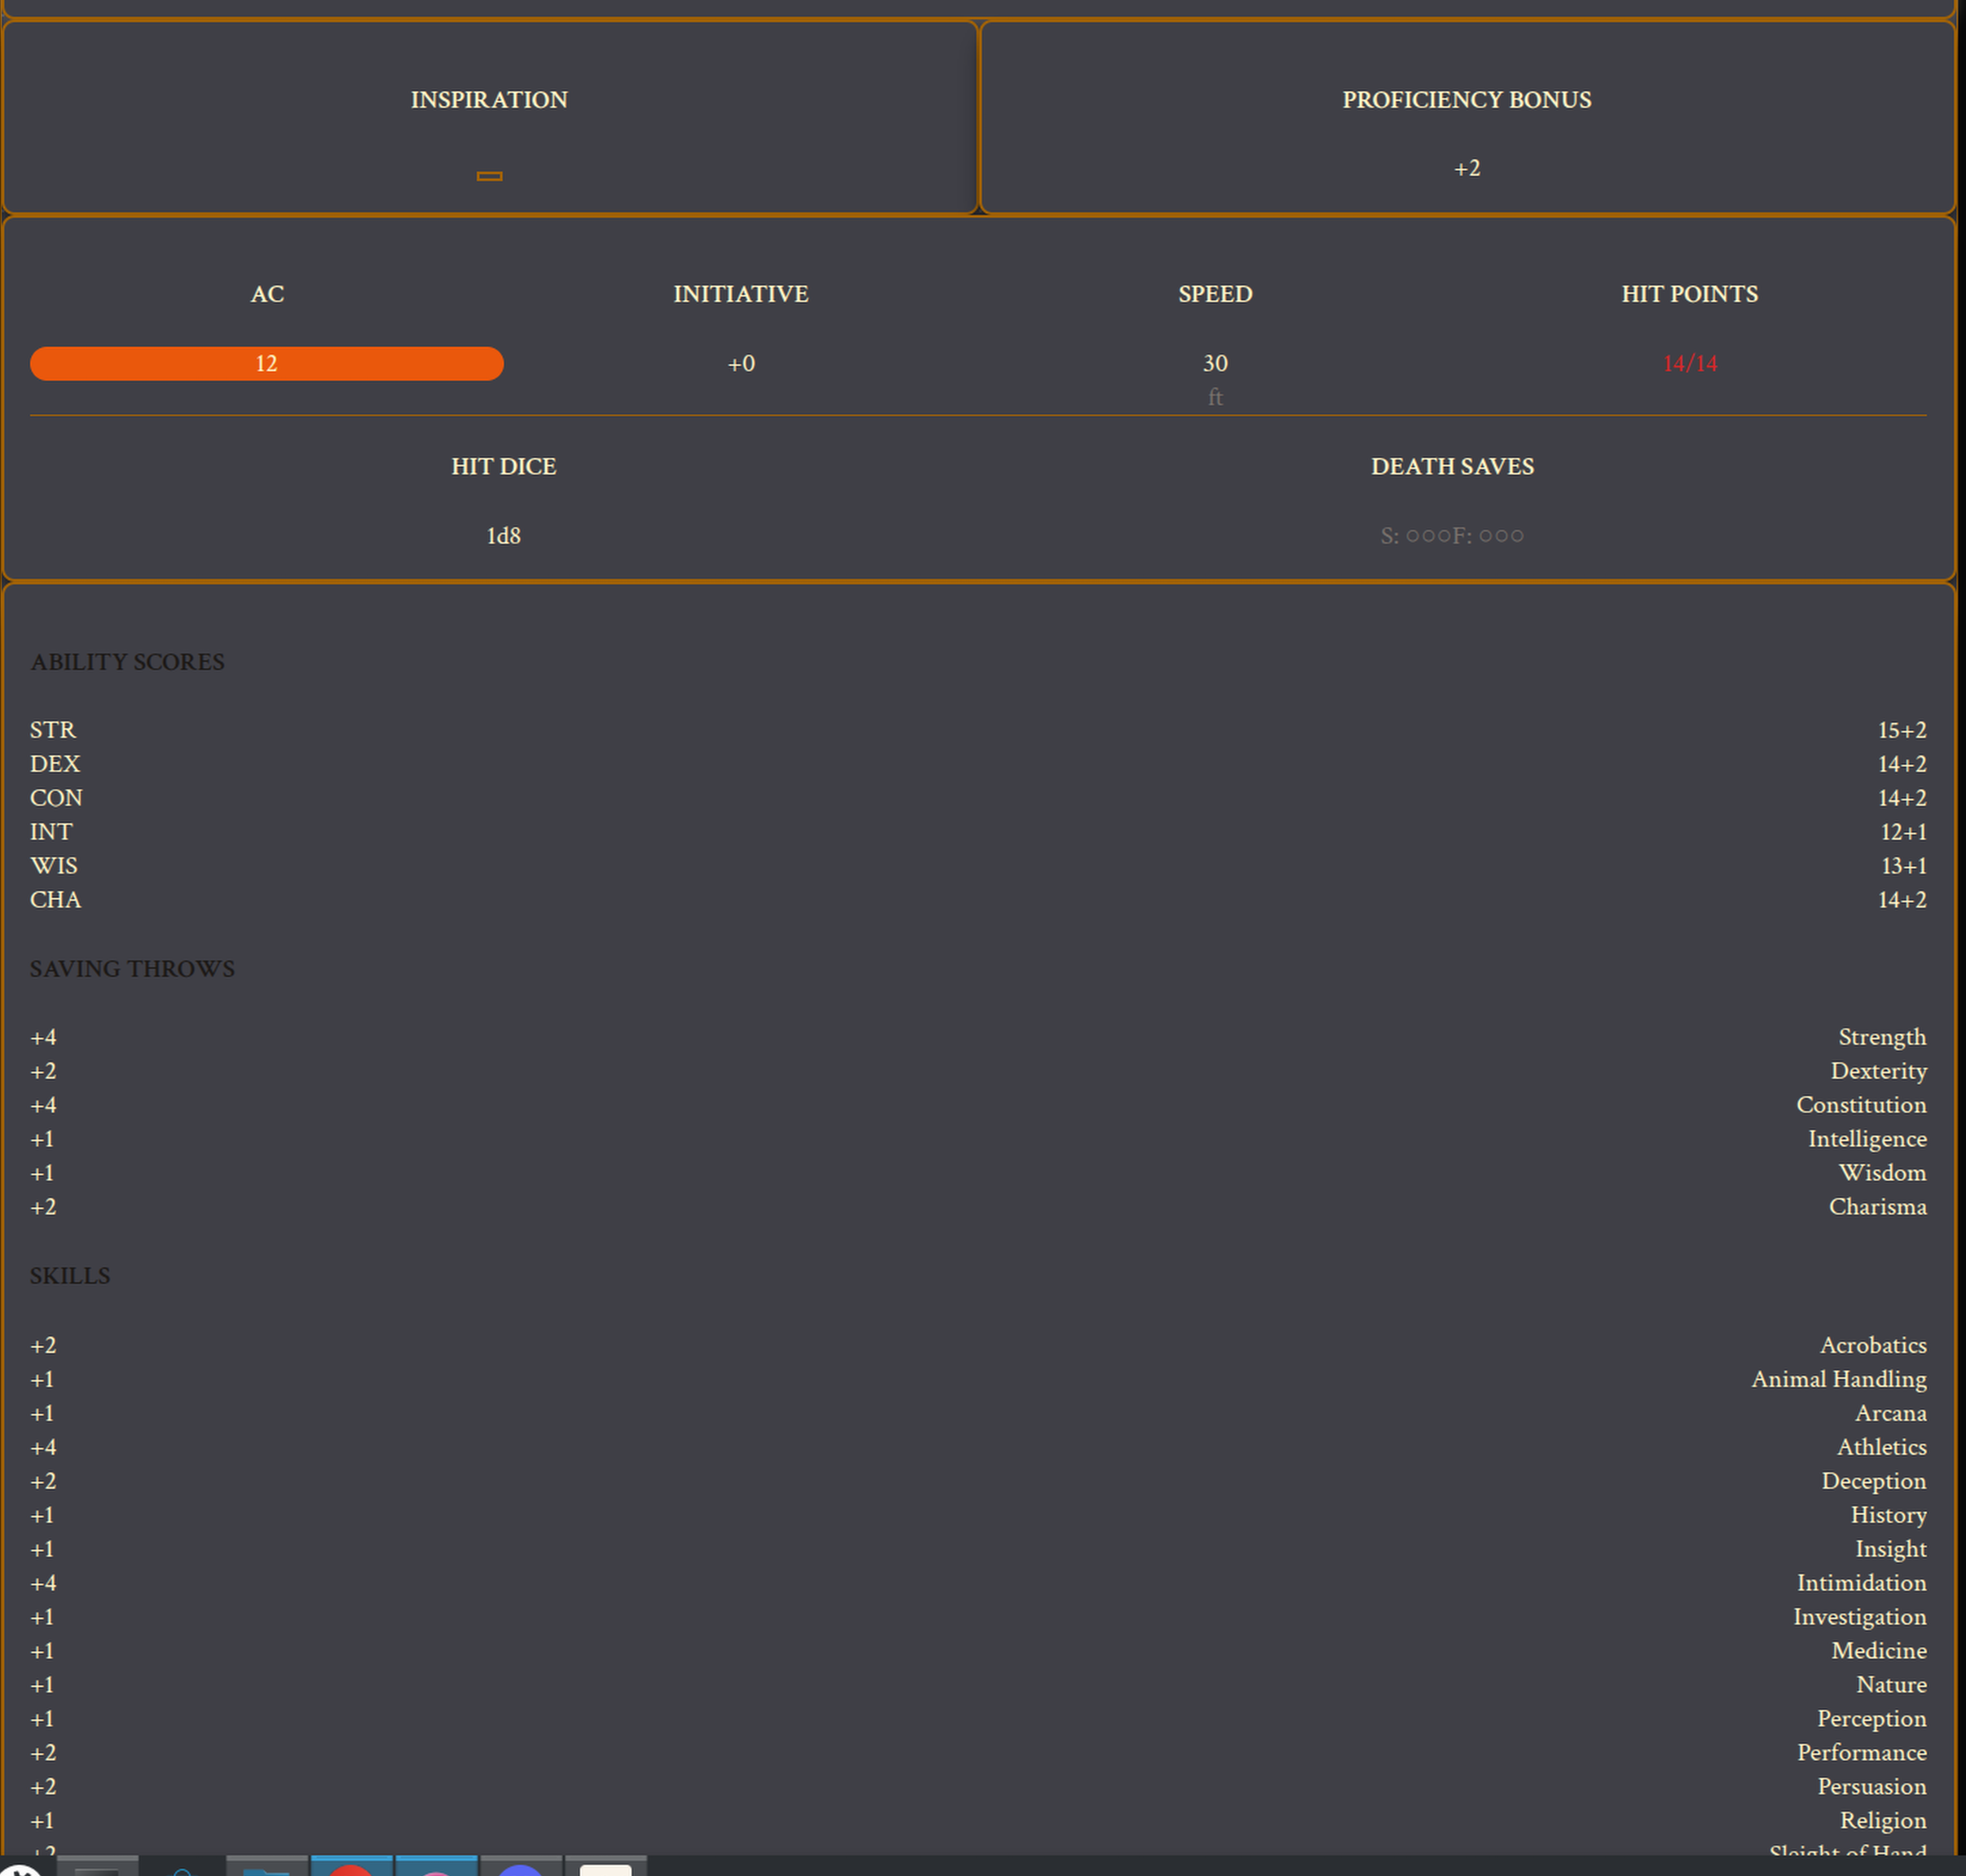 INSPIRATION PROFICIENCY BONUS
+2
AC INITIATIVE SPEED HIT POINTS
12 +0 30 14/14
ft
HIT DICE DEATH SAVES
1d8 S: ○○○F: ○○○
ABILITY SCORES
STR 15+2
DEX 14+2
CON 14+2
INT 12+1
WIS 13+1
CHA 14+2
SAVING THROWS
+4 Strength
+2 Dexterity
+4 Constitution
+1 Intelligence
+1 Wisdom
+2 Charisma
SKILLS
+2 Acrobatics
+1 Animal Handling
+1 Arcana
+4 Athletics
+2 Deception
+1 History
+1 Insight
+4 Intimidation
+1 Investigation
+1 Medicine
+1 Nature
+1 Perception
+2 Performance
+2 Persuasion
+1 Religion
+2 Sleight of Hand